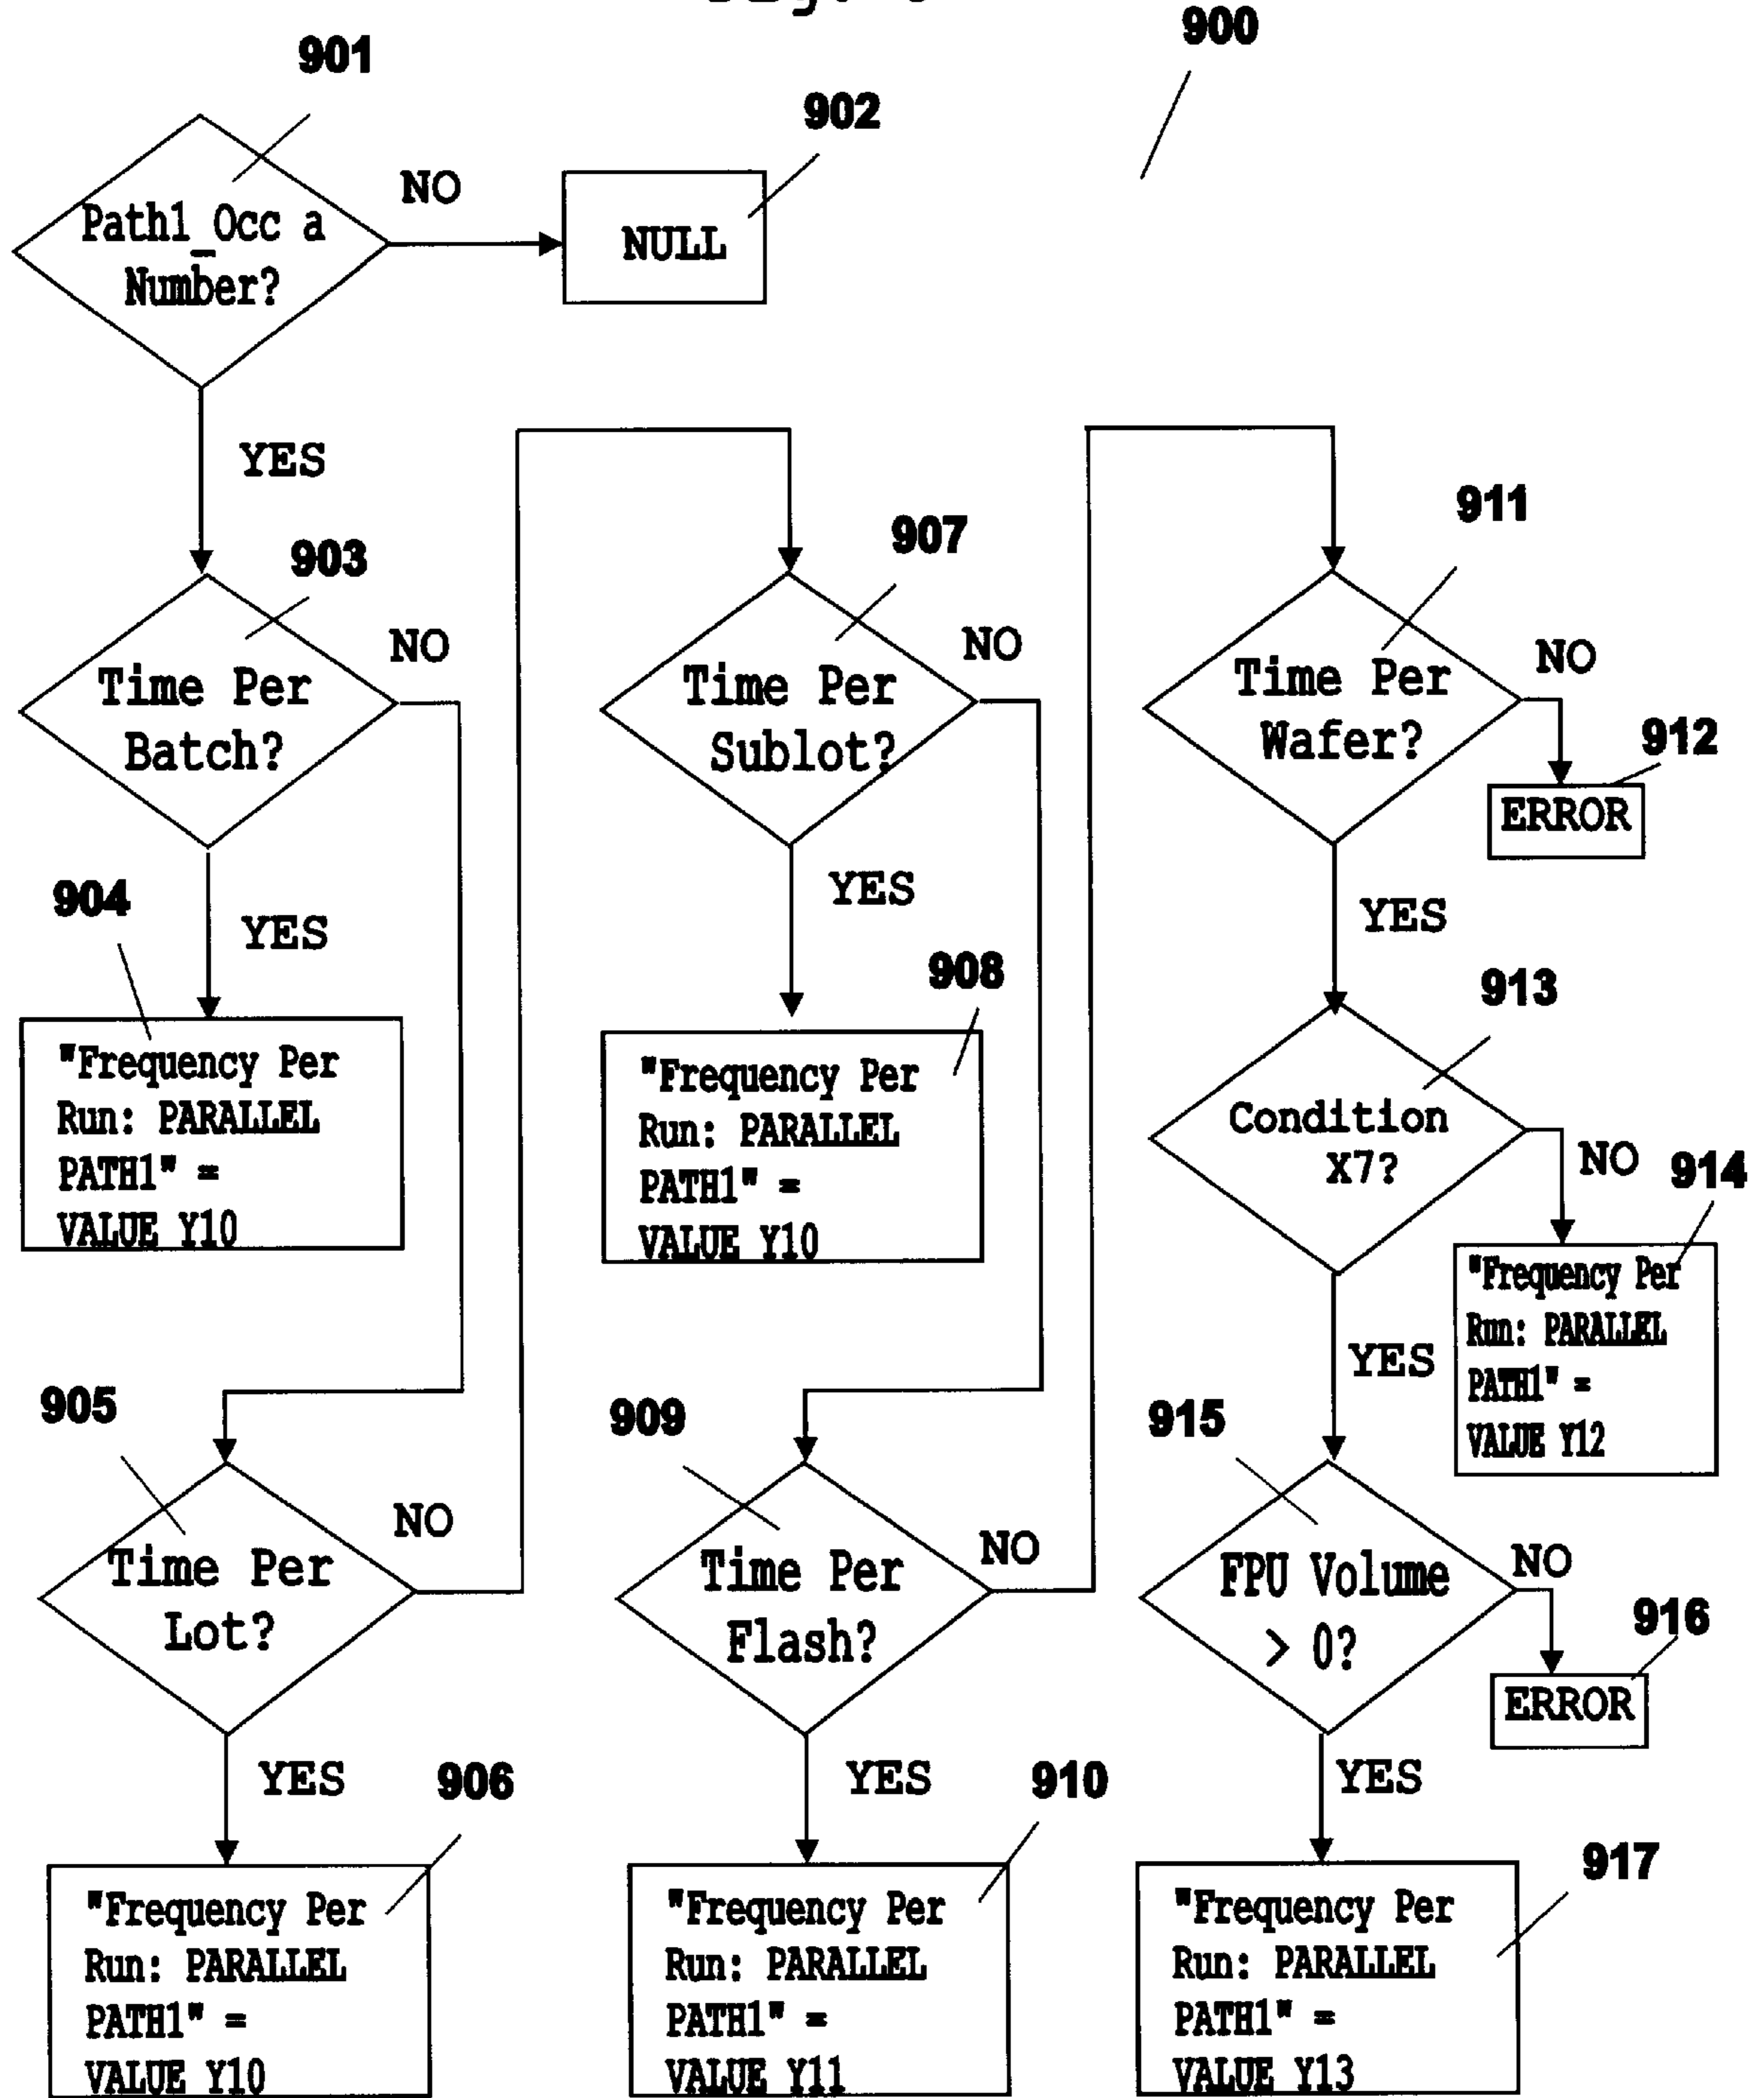 900
901
902
Path1_Occ a
Number?
NO
NULL
YES
903
Time Per
Batch?
NO
YES
904
"Frequency Per
Run: PARALLEL
PATH1" =
VALUE Y10
905
Time Per
Lot?
NO
YES
906
"Frequency Per
Run: PARALLEL
PATH1" =
VALUE Y10
907
Time Per
Sublot?
NO
YES
908
"Frequency Per
Run: PARALLEL
PATH1" =
VALUE Y10
909
Time Per
Flash?
NO
YES
910
"Frequency Per
Run: PARALLEL
PATH1" =
VALUE Y11
911
Time Per
Wafer?
NO
912
ERROR
YES
913
Condition
X7?
NO
914
"Frequency Per
Run: PARALLEL
PATH1" =
VALUE Y12
YES
915
FPU Volume
> 0?
NO
916
ERROR
YES
917
"Frequency Per
Run: PARALLEL
PATH1" =
VALUE Y13